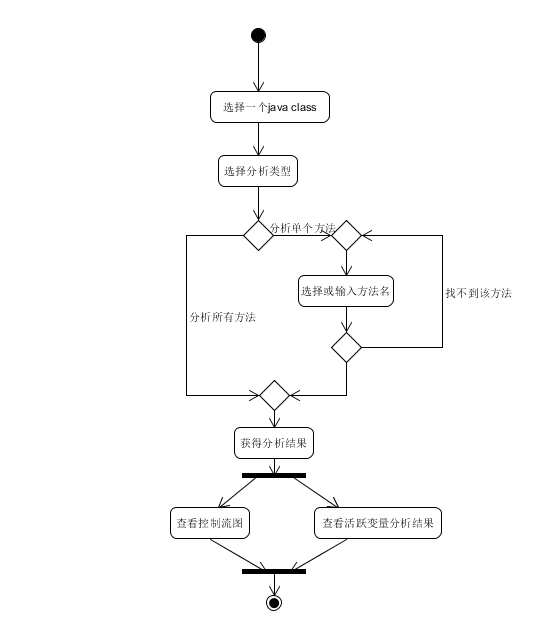 选择一个java class
选择分析类型
分析单个方法
选择或输入方法名
找不到该方法
分析所有方法
获得分析结果
查看控制流图
查看活跃变量分析结果